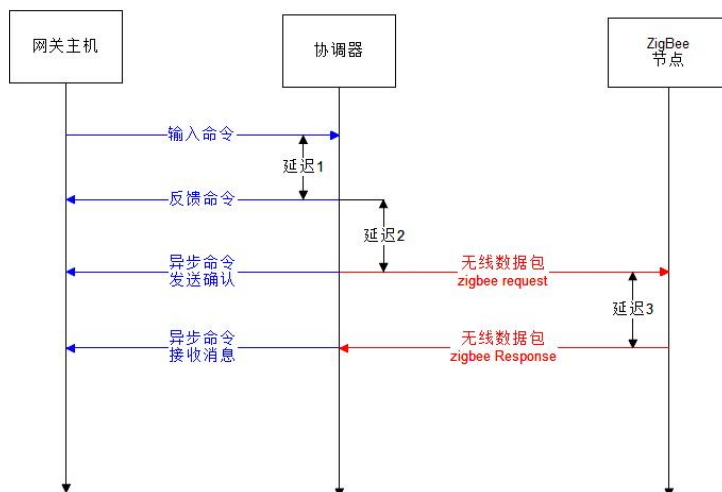 网关主机
协调器
ZigBee
节点
输入命令
延迟1
反馈命令
延迟2
异步命令
发送确认
无线数据包
zigbee request
延迟3
异步命令
接收消息
无线数据包
zigbee Response